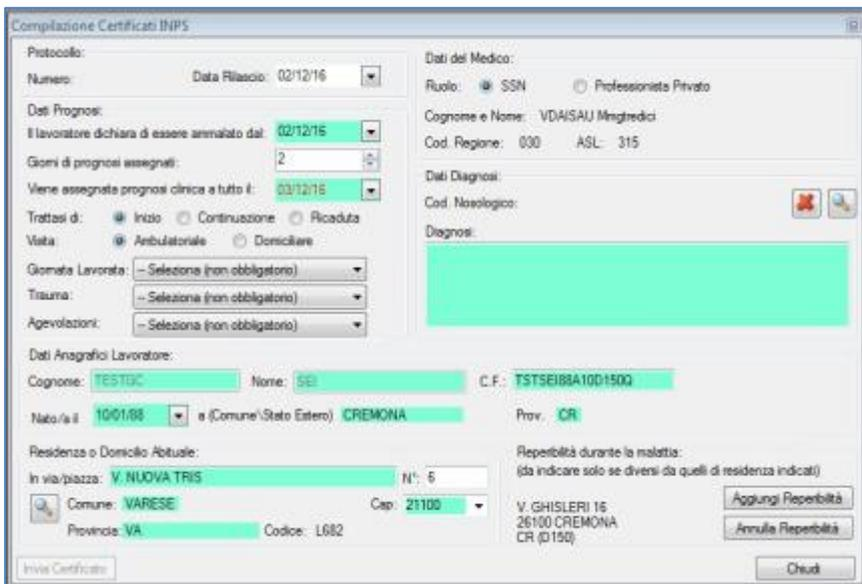 Compilazione Certificati INPS
Protocollo:
Numero: Data Rilascio: 02/12/16
Dati Prognosi:
Il lavoratore dichiara di essere ammalato dal: 02/12/16
Giorni di prognosi assegnati: 2
Viene assegnata prognosi clinica a tutto il: 03/12/16
Trattasi di: Inizio Continuazione Ricaduta
Visita: Ambulatoriale Domiciliare
Giornata Lavorata: -- Seleziona (non obbligatorio)
Trauma: -- Seleziona (non obbligatorio)
Agevolazioni: -- Seleziona (non obbligatorio)
Dati del Medico:
Ruolo: SSN Professionista Privato
Cognome e Nome: VDAISAU Mmgtredici
Cod. Regione: 030 ASL: 315
Dati Diagnosi:
Cod. Nosologico:
Diagnosi:
Dati Anagrafici Lavoratore:
Cognome: TESTGC Nome: SEI C.F.: TSTSEI88A10D150Q
Nato/a il 10/01/88 a (Comune\Stato Estero) CREMONA Prov. CR
Residenza o Domicilio Abituale:
In via/piazza: V. NUOVA TRIS N°: 6
Comune: VARESE Cap: 21100
Provincia: VA Codice: L682
Reperibilità durante la malattia:
(da indicare solo se diversi da quelli di residenza indicati)
V. GHISLERI 16
26100 CREMONA
CR (D150)
Aggiungi Reperibilità
Annulla Reperibilità
Invia Certificato
Chiudi